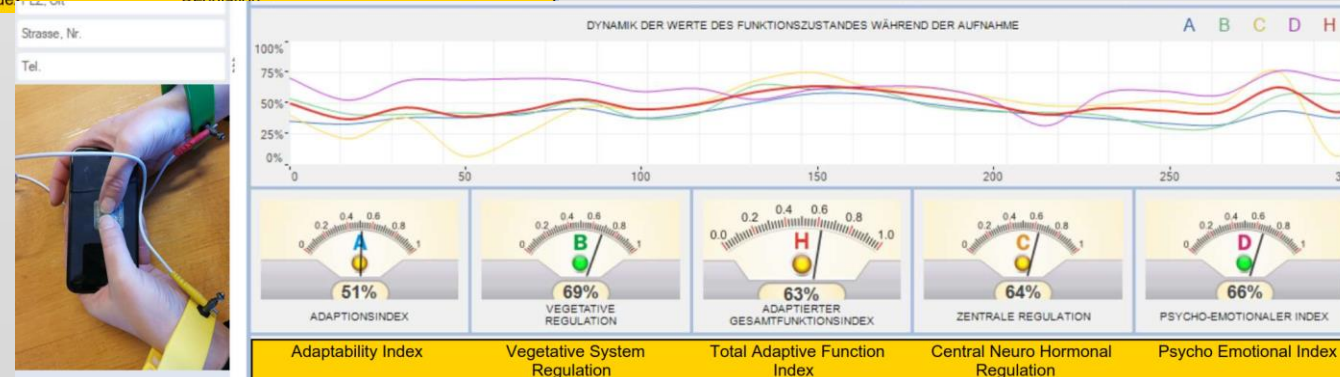 Strasse, Nr.
Tel.
DYNAMIK DER WERTE DES FUNKTIONSZUSTANDES WÄHREND DER AUFNAHME
A B C D H
100%
75%
50%
25%
0%
0 50 100 150 200 250
0 0.2 0.4 0.6 0.8 1
A
51%
ADAPTIONSINDEX
0 0.2 0.4 0.6 0.8 1
B
69%
VEGETATIVE
REGULATION
0.0 0.2 0.4 0.6 0.8 1.0
H
63%
ADAPTIERTER
GESAMTFUNKTIONSINDEX
0 0.2 0.4 0.6 0.8 1
C
64%
ZENTRALE REGULATION
0 0.2 0.4 0.6 0.8 1
D
66%
PSYCHO-EMOTIONALER INDEX
Adaptability Index
Vegetative System
Regulation
Total Adaptive Function
Index
Central Neuro Hormonal
Regulation
Psycho Emotional Index